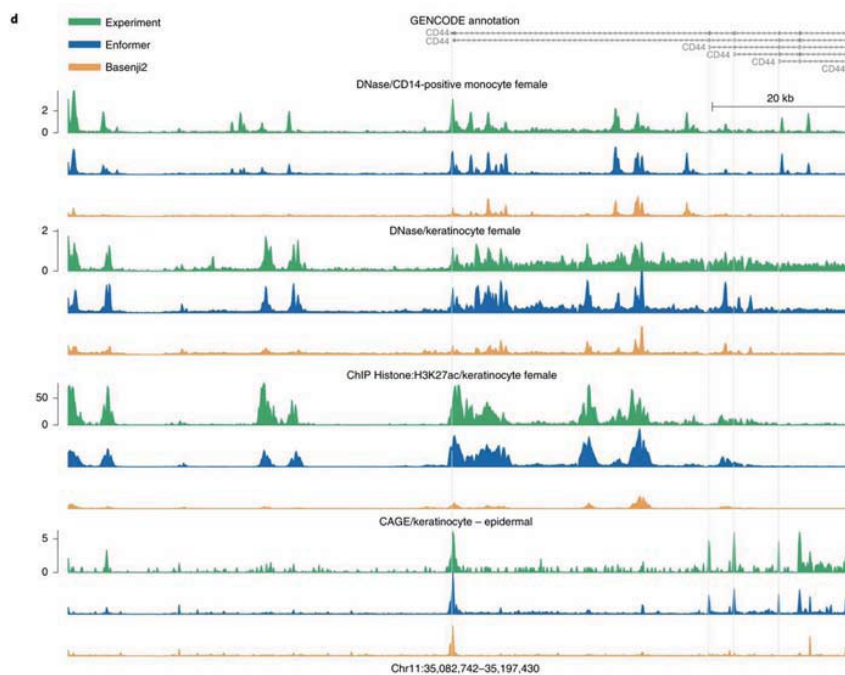 d
Experiment
Enformer
Basenji2
GENCODE annotation
CD44
CD44
CD44
CD44
CD44
20 kb
DNase/CD14-positive monocyte female
2
0
DNase/keratinocyte female
2
0
ChIP Histone:H3K27ac/keratinocyte female
50
0
CAGE/keratinocyte – epidermal
5
0
Chr11:35,082,742–35,197,430